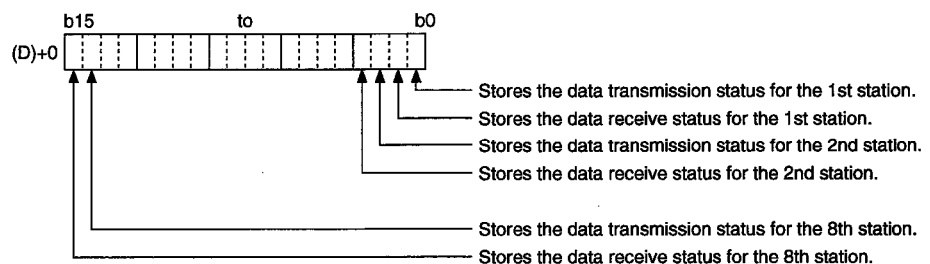 b15 to b0
(D)+0
Stores the data transmission status for the 1st station.
Stores the data receive status for the 1st station.
Stores the data transmission status for the 2nd station.
Stores the data receive status for the 2nd station.
Stores the data transmission status for the 8th station.
Stores the data receive status for the 8th station.